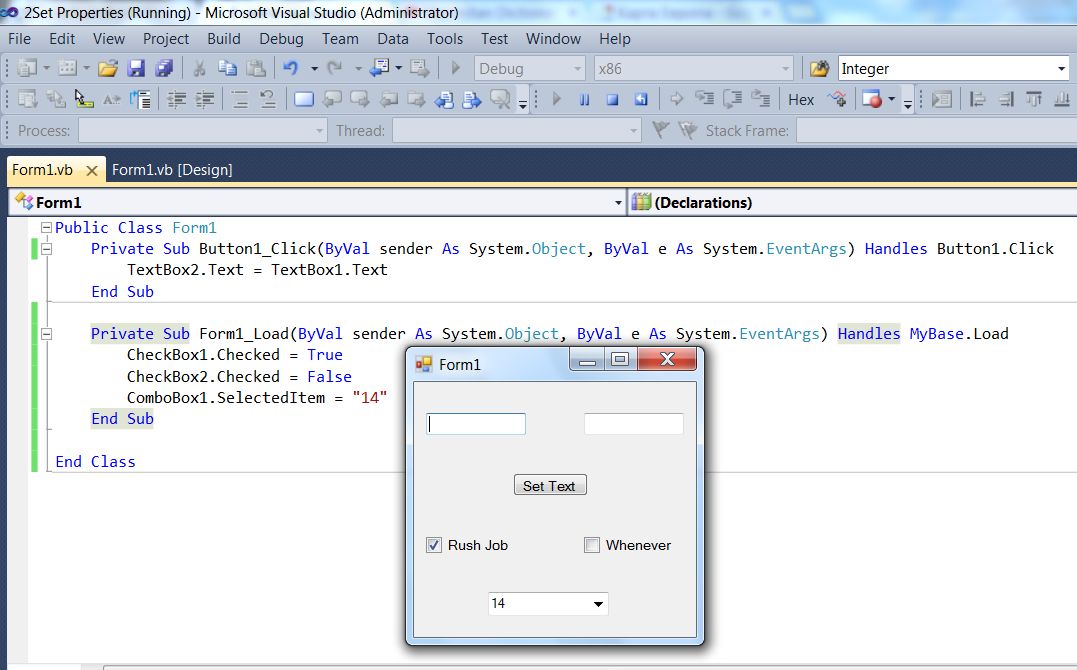 2Set Properties (Running) - Microsoft Visual Studio (Administrator)
File Edit View Project Build Debug Team Data Tools Test Window Help
Debug x86 Integer
Hex
Process: Thread: Stack Frame:
Form1.vb Form1.vb [Design]
Form1 (Declarations)
Public Class Form1
Private Sub Button1_Click(ByVal sender As System.Object, ByVal e As System.EventArgs) Handles Button1.Click
TextBox2.Text = TextBox1.Text
End Sub
Private Sub Form1_Load(ByVal sender As System.Object, ByVal e As System.EventArgs) Handles MyBase.Load
CheckBox1.Checked = True
CheckBox2.Checked = False
ComboBox1.SelectedItem = "14"
End Sub
End Class
Form1
Set Text
Rush Job Whenever
14